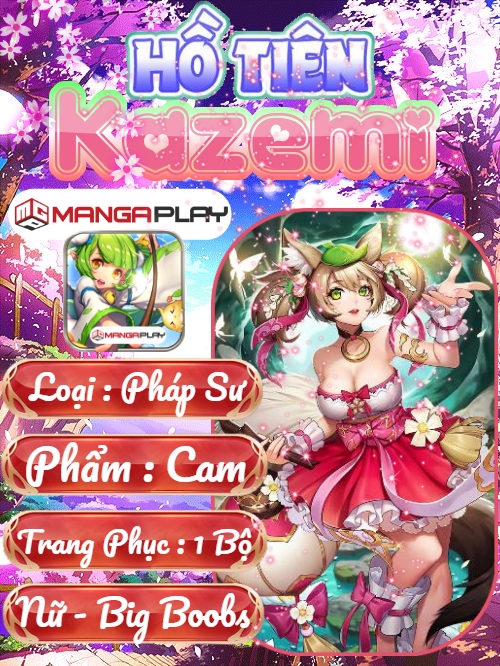 HỒ TIÊN
Kazemi
MANGAPLAY
MANGAPLAY
Loại : Pháp Sư
Phẩm : Cam
Trang Phục : 1 Bộ
Nữ - Big Boobs